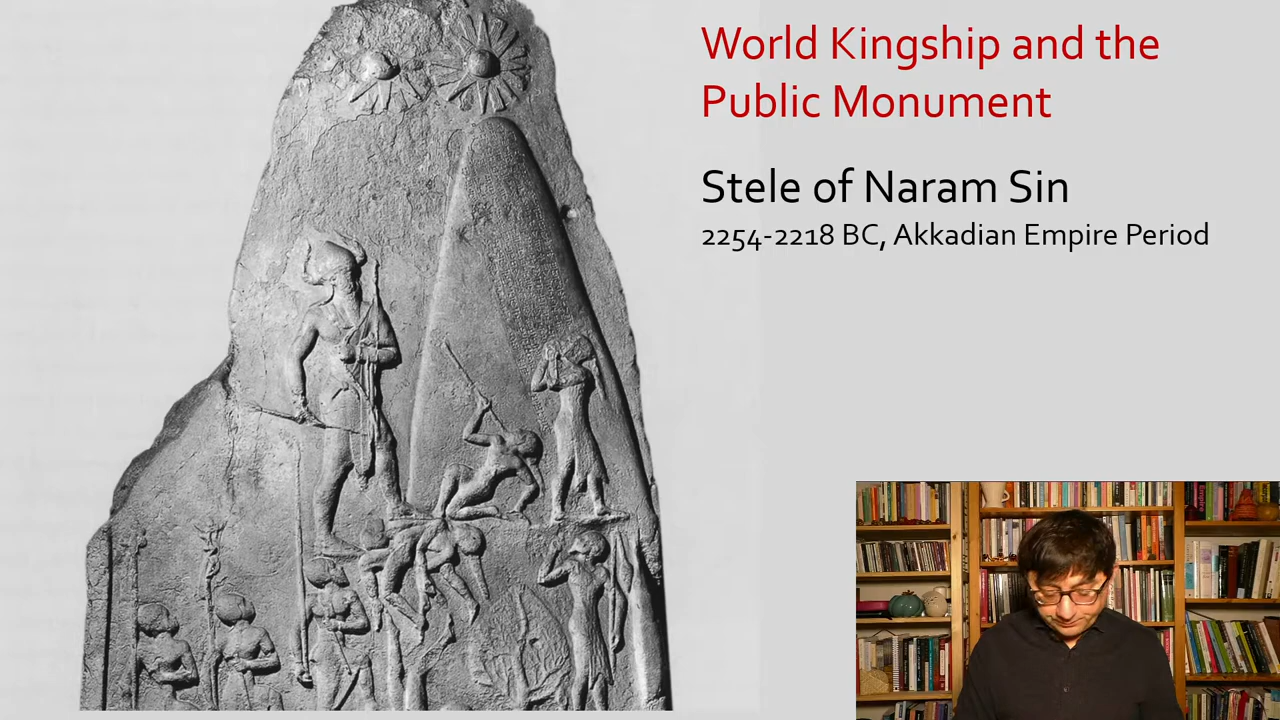 World Kingship and the
Public Monument
Stele of Naram Sin
2254-2218 BC, Akkadian Empire Period